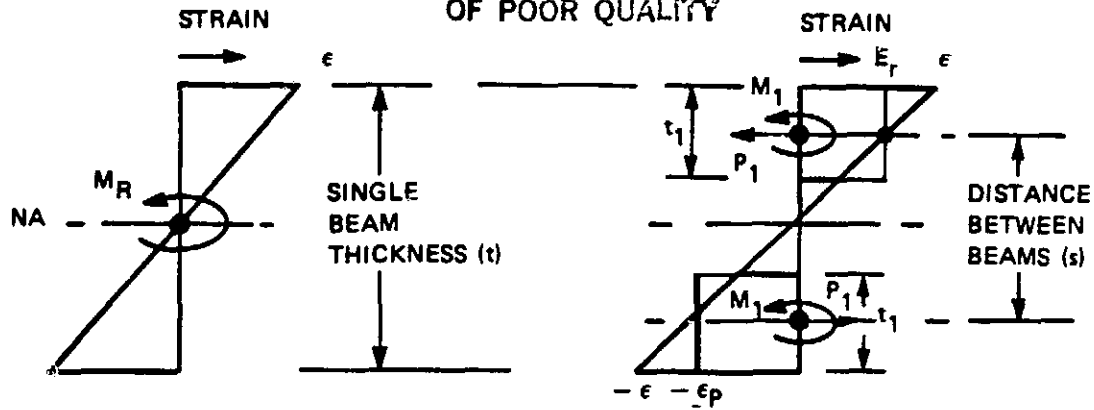 OF POOR QUALITY
STRAIN
ϵ
M_R
NA
SINGLE
BEAM
THICKNESS (t)
STRAIN
E_r
ϵ
M_1
t_1
P_1
DISTANCE
BETWEEN
BEAMS (s)
M_1
P_1
t_1
- ϵ
- ϵ_P